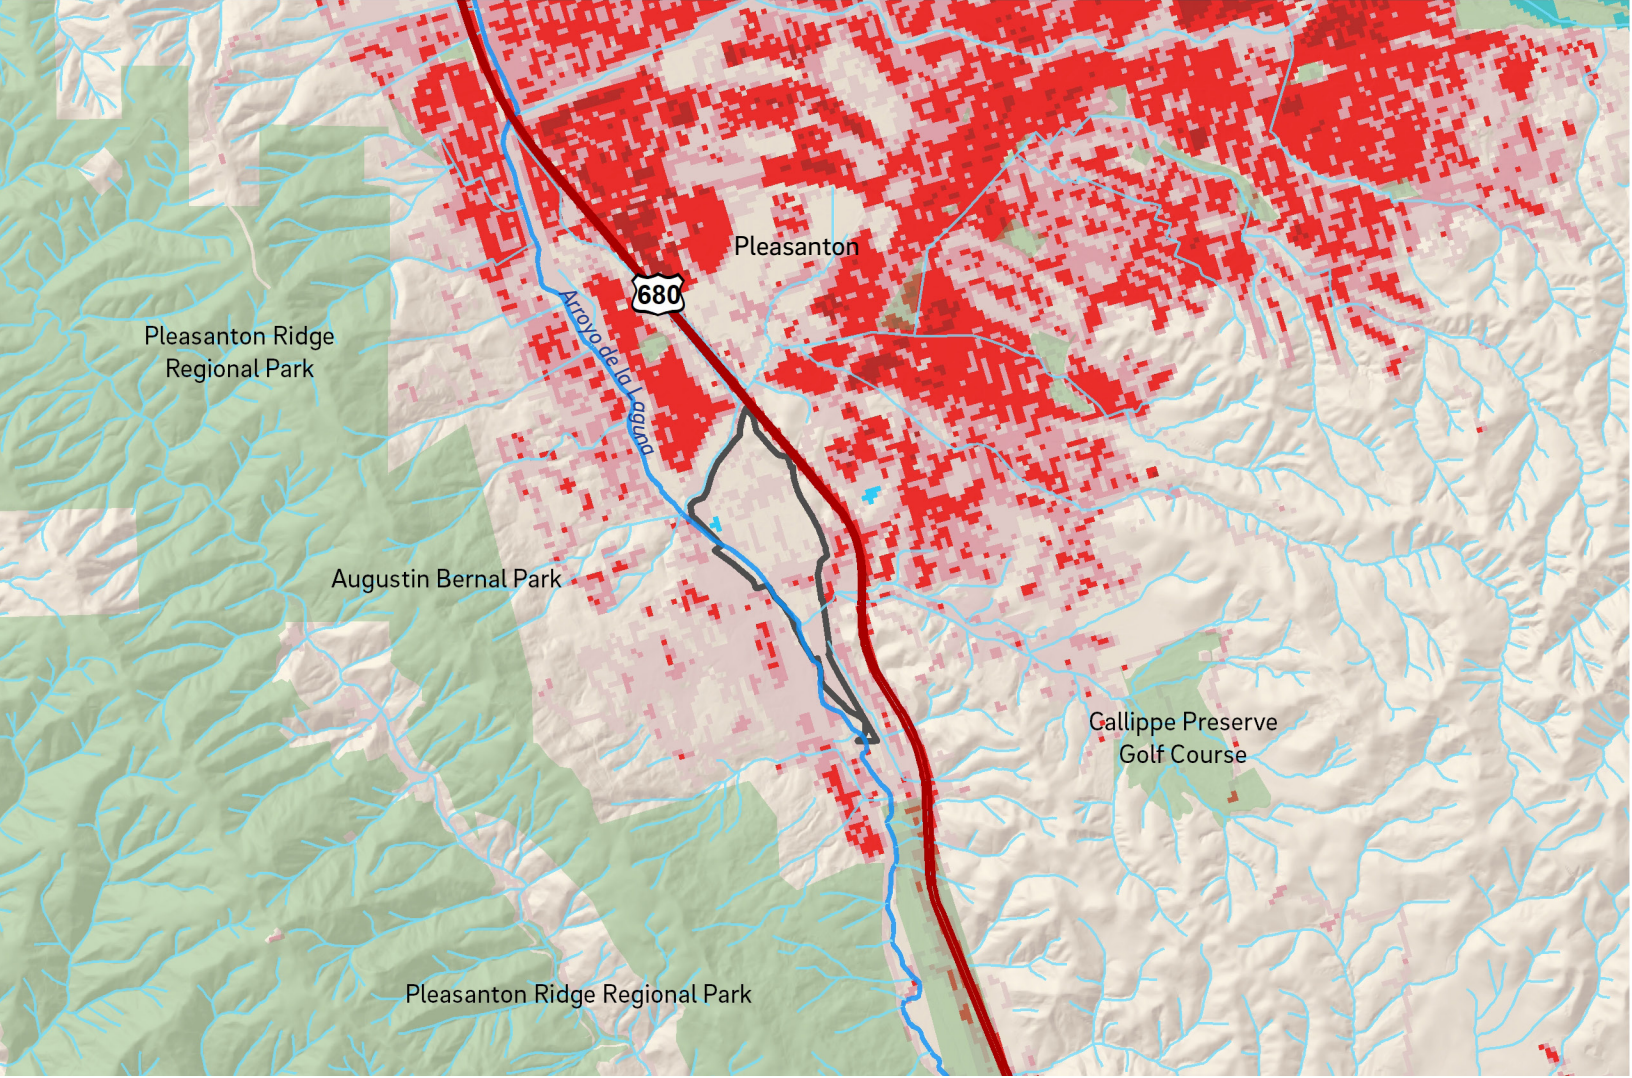 Pleasanton
680
Arroyo de la Laguna
Pleasanton Ridge
Regional Park
Augustin Bernal Park
Callippe Preserve
Golf Course
Pleasanton Ridge Regional Park